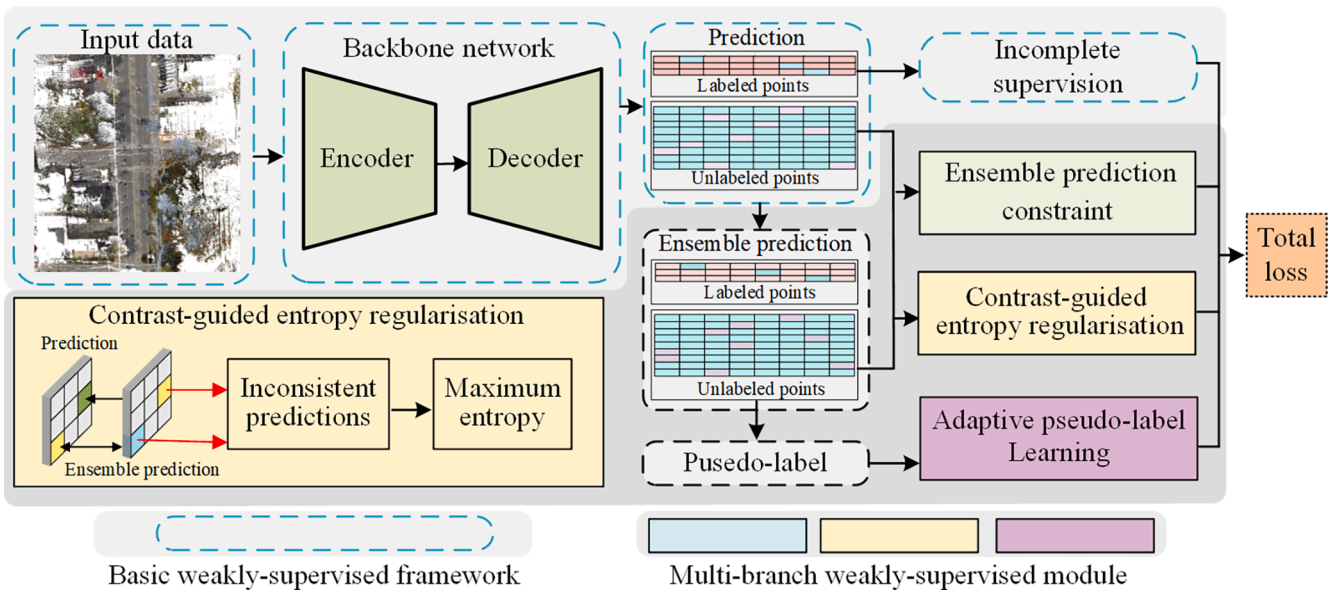 Input data
Backbone network
Encoder
Decoder
Prediction
Labeled points
Unlabeled points
Incomplete
supervision
Ensemble prediction
constraint
Ensemble prediction
Labeled points
Unlabeled points
Contrast-guided
entropy regularisation
Total
loss
Contrast-guided entropy regularisation
Prediction
Ensemble prediction
Inconsistent
predictions
Maximum
entropy
Pusedo-label
Adaptive pseudo-label
Learning
Basic weakly-supervised framework
Multi-branch weakly-supervised module